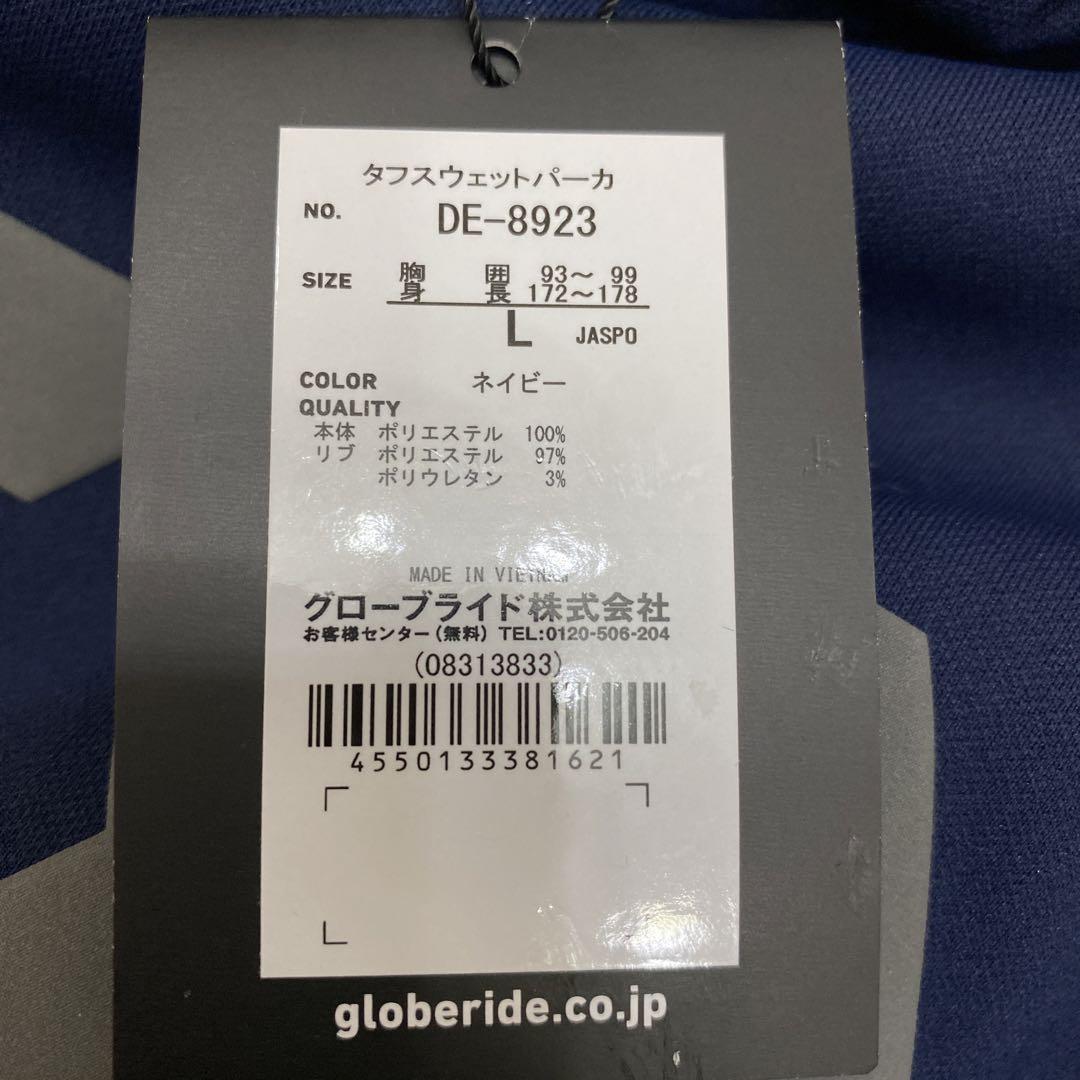 タフスウェットパーカ
NO. DE-8923
SIZE 胸囲 93～ 99
身長 172～178
L JASPO
COLOR ネイビー
QUALITY
本体 ポリエステル 100%
リブ ポリエステル 97%
ポリウレタン 3%
MADE IN VIETNAM
グローブライド株式会社
お客様センター(無料) TEL:0120-506-204
(08313833)
4550133381621
globeride.co.jp